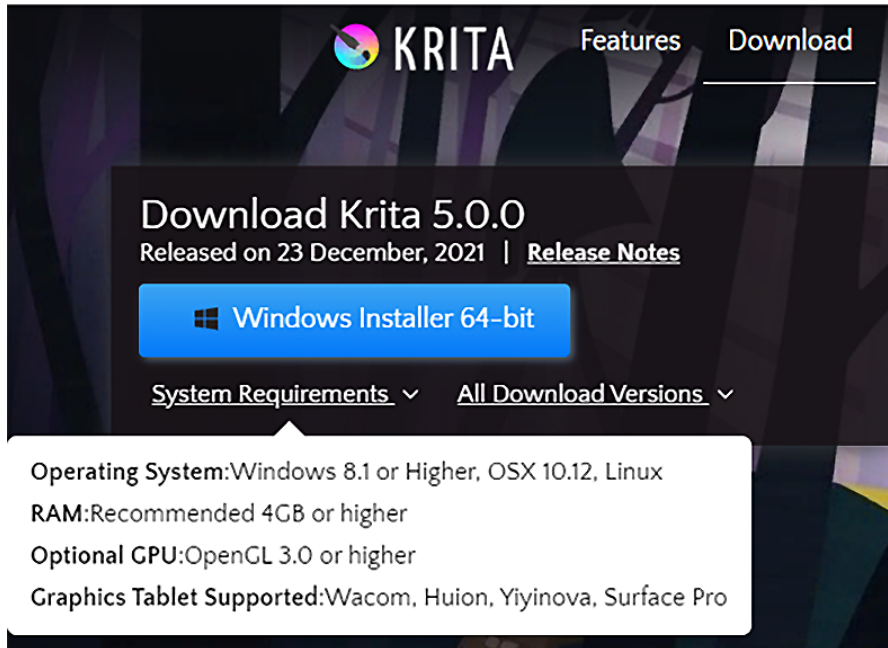 KRITA Features Download
Download Krita 5.0.0
Released on 23 December, 2021 | Release Notes
Windows Installer 64-bit
System Requirements All Download Versions
Operating System:Windows 8.1 or Higher, OSX 10.12, Linux
RAM:Recommended 4GB or higher
Optional GPU:OpenGL 3.0 or higher
Graphics Tablet Supported:Wacom, Huion, Yiyinova, Surface Pro